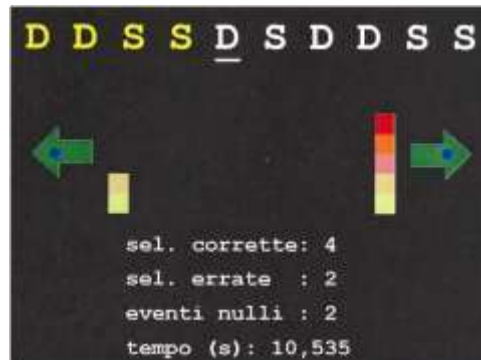 D D S S D S D D S S
sel. corrette: 4
sel. errate : 2
eventi nulli : 2
tempo (s): 10,535